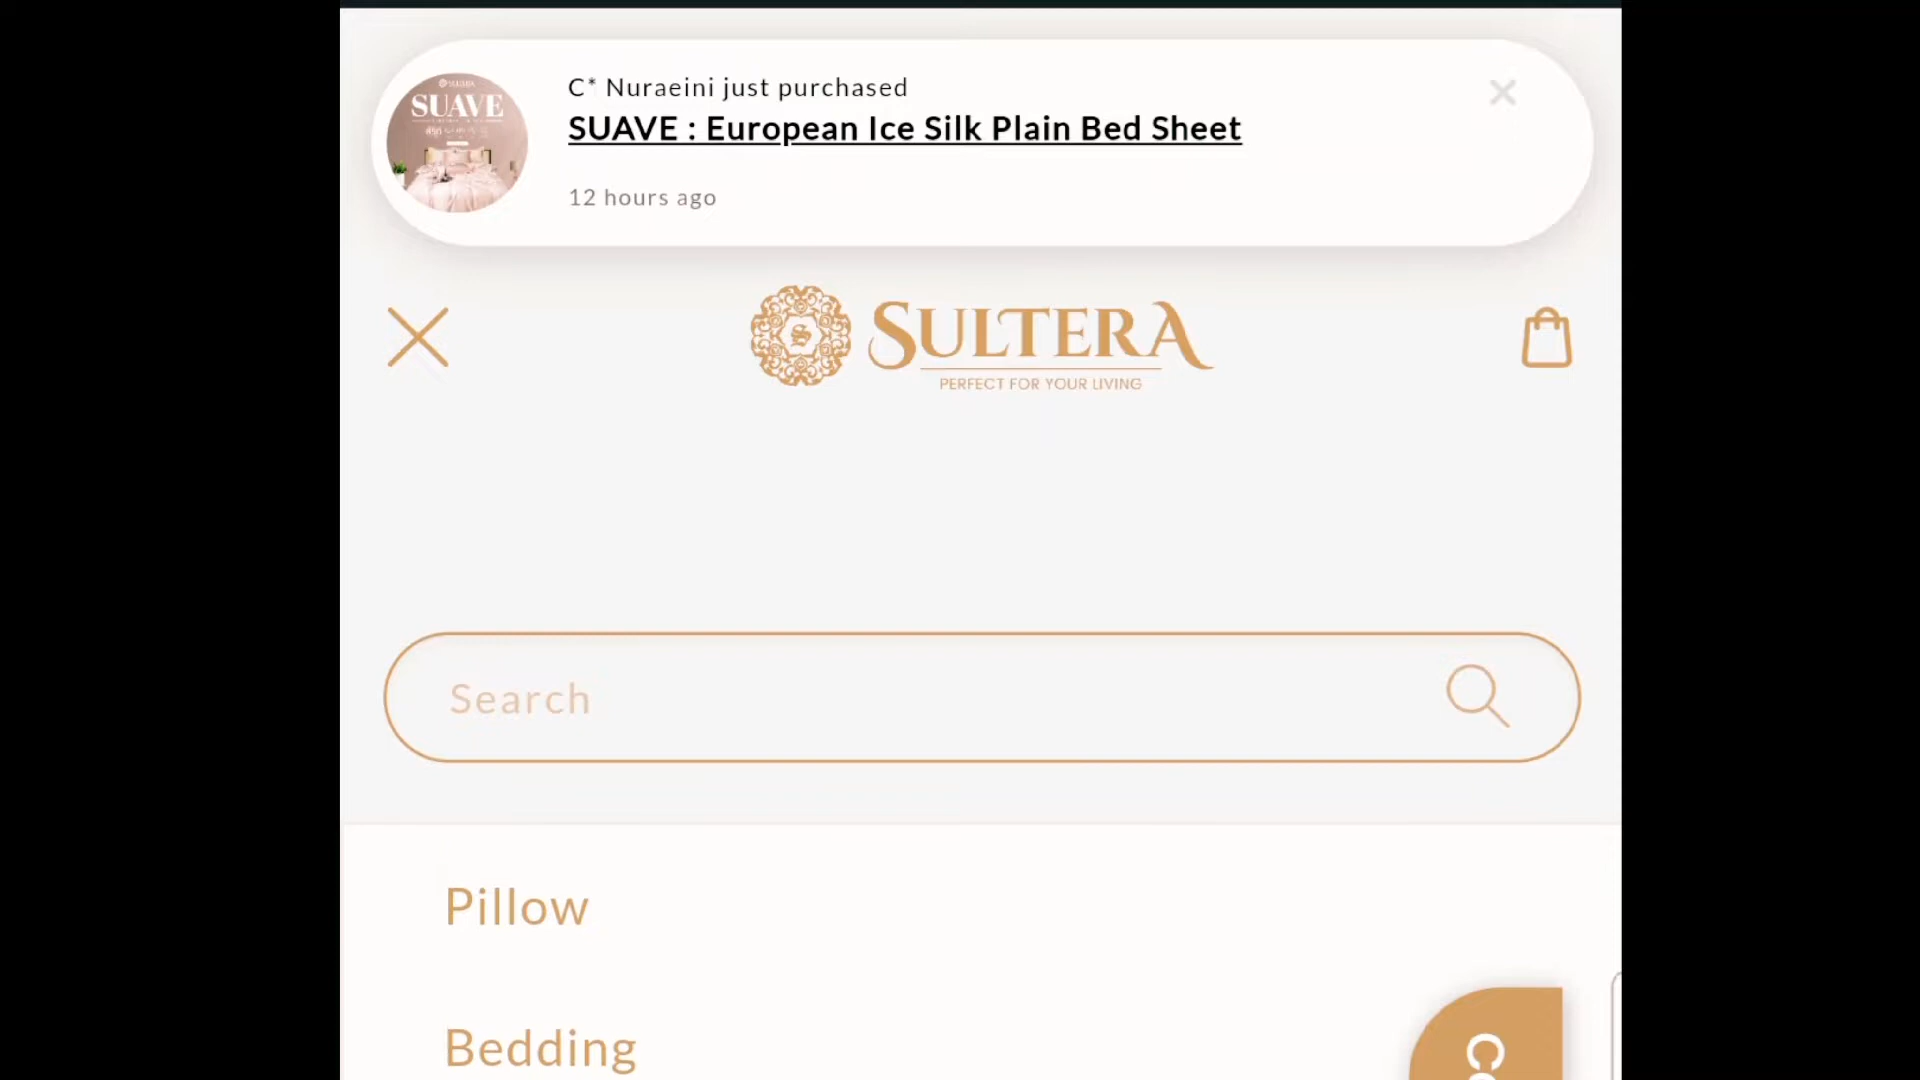 C* Nuraeini just purchased
SUAVE : European Ice Silk Plain Bed Sheet
12 hours ago
SULTERA
SUAVE
S
SULTERA
PERFECT FOR YOUR LIVING
Search
Pillow
Bedding